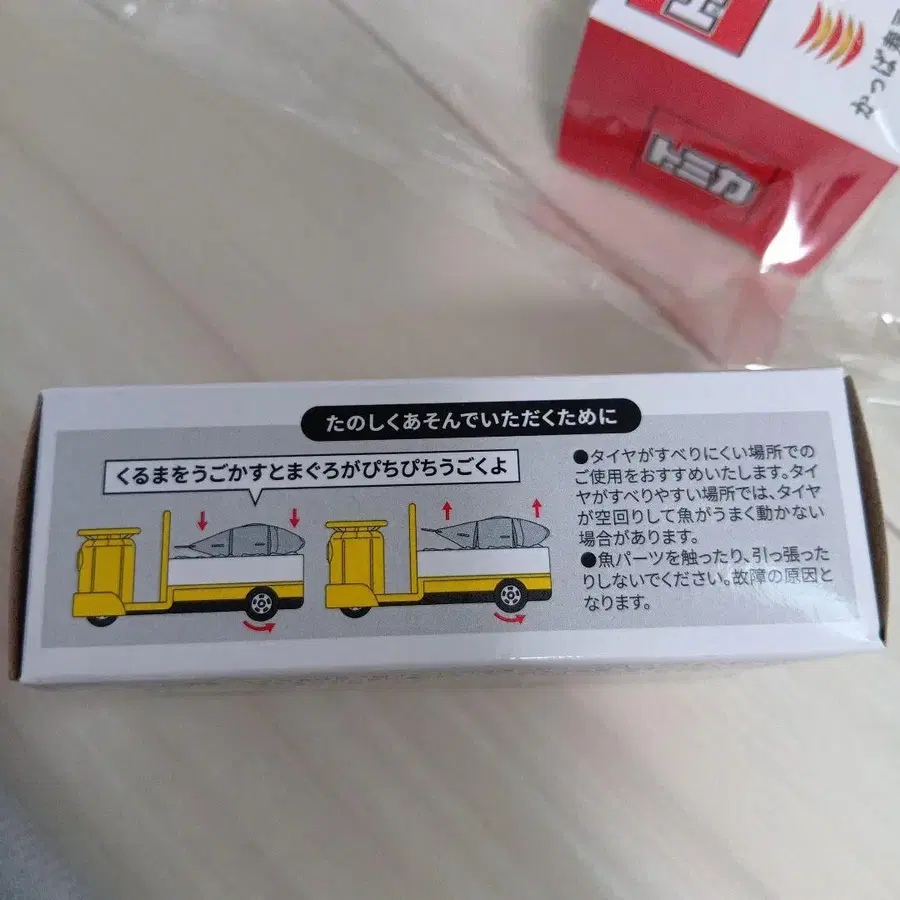 トミカ
かっぱ寿司
たのしくあそんでいただくために
くるまをうごかすとまぐろがぴちぴちうごくよ
●タイヤがすべりにくい場所での
ご使用をおすすめいたします。タイ
ヤがすべりやすい場所では、タイヤ
が空回りして魚がうまく動かない
場合があります。
●魚パーツを触ったり、引っ張った
りしないでください。故障の原因と
なります。